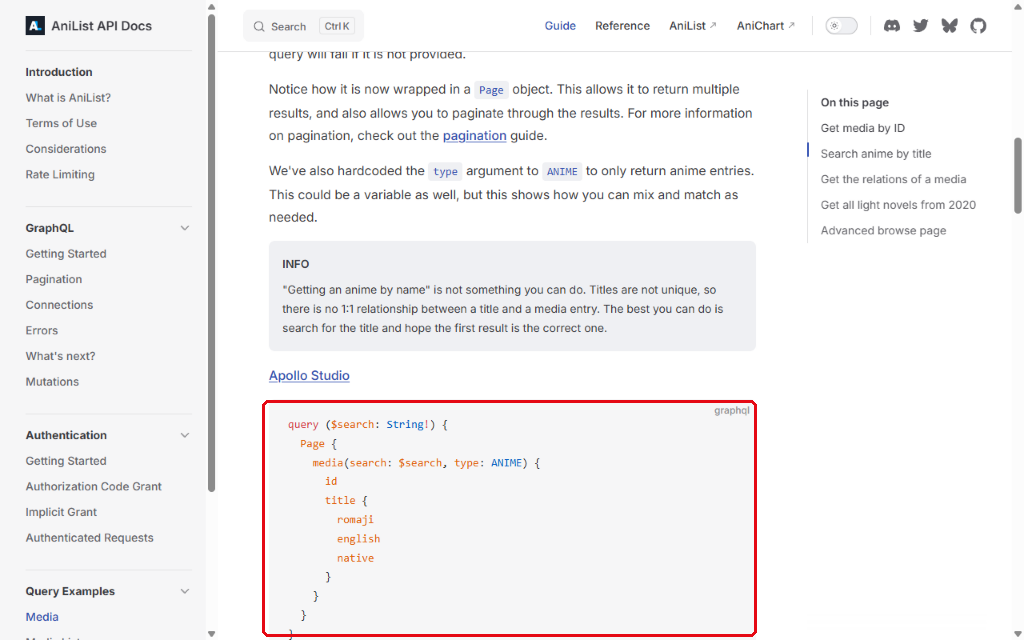 AniList API Docs
Search Ctrl K
Guide Reference AniList ↗ AniChart ↗
Introduction
What is AniList?
Terms of Use
Considerations
Rate Limiting
GraphQL
Getting Started
Pagination
Connections
Errors
What's next?
Mutations
Authentication
Getting Started
Authorization Code Grant
Implicit Grant
Authenticated Requests
Query Examples
Media
query will fail if it is not provided.
Notice how it is now wrapped in a Page object. This allows it to return multiple
results, and also allows you to paginate through the results. For more information
on pagination, check out the pagination guide.
We've also hardcoded the type argument to ANIME to only return anime entries.
This could be a variable as well, but this shows how you can mix and match as
needed.
INFO
"Getting an anime by name" is not something you can do. Titles are not unique, so
there is no 1:1 relationship between a title and a media entry. The best you can do is
search for the title and hope the first result is the correct one.
Apollo Studio
graphql
query ($search: String!) {
  Page {
    media(search: $search, type: ANIME) {
      id
      title {
        romaji
        english
        native
      }
    }
  }
}
On this page
Get media by ID
Search anime by title
Get the relations of a media
Get all light novels from 2020
Advanced browse page